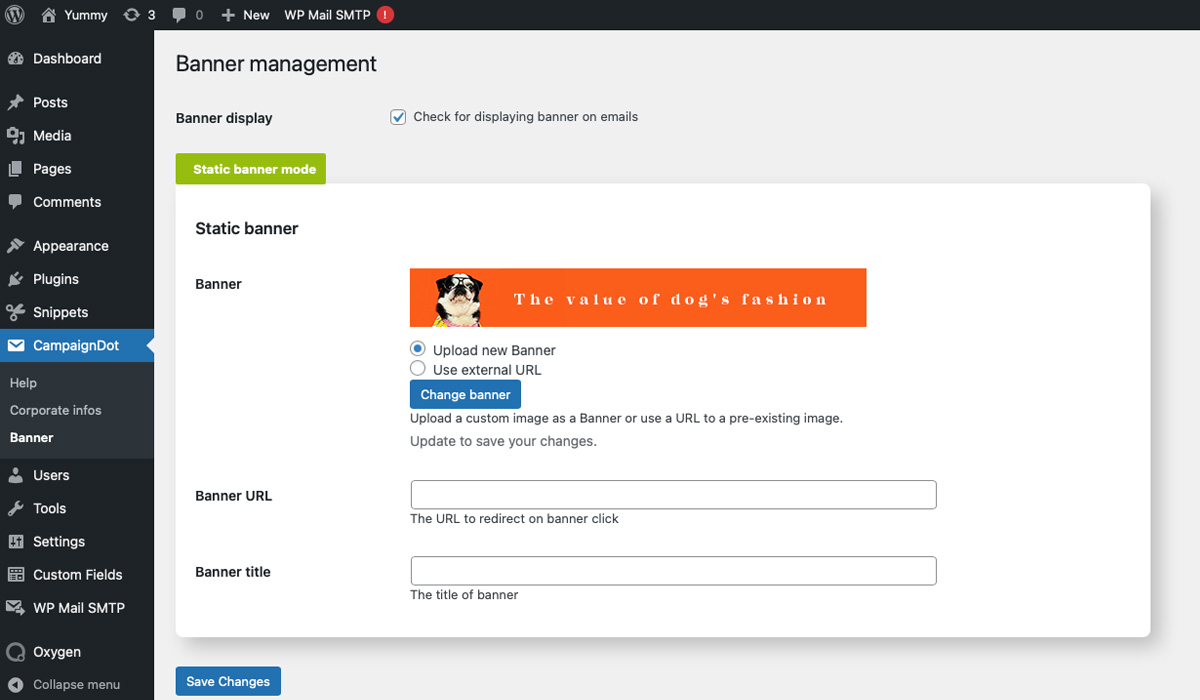 Yummy 3 0 New WP Mail SMTP !
Dashboard
Posts
Media
Pages
Comments
Appearance
Plugins
Snippets
CampaignDot
Help
Corporate infos
Banner
Users
Tools
Settings
Custom Fields
WP Mail SMTP
Oxygen
Collapse menu
Banner management
Banner display
Check for displaying banner on emails
Static banner mode
Static banner
Banner
The value of dog's fashion
Upload new Banner
Use external URL
Change banner
Upload a custom image as a Banner or use a URL to a pre-existing image.
Update to save your changes.
Banner URL
The URL to redirect on banner click
Banner title
The title of banner
Save Changes